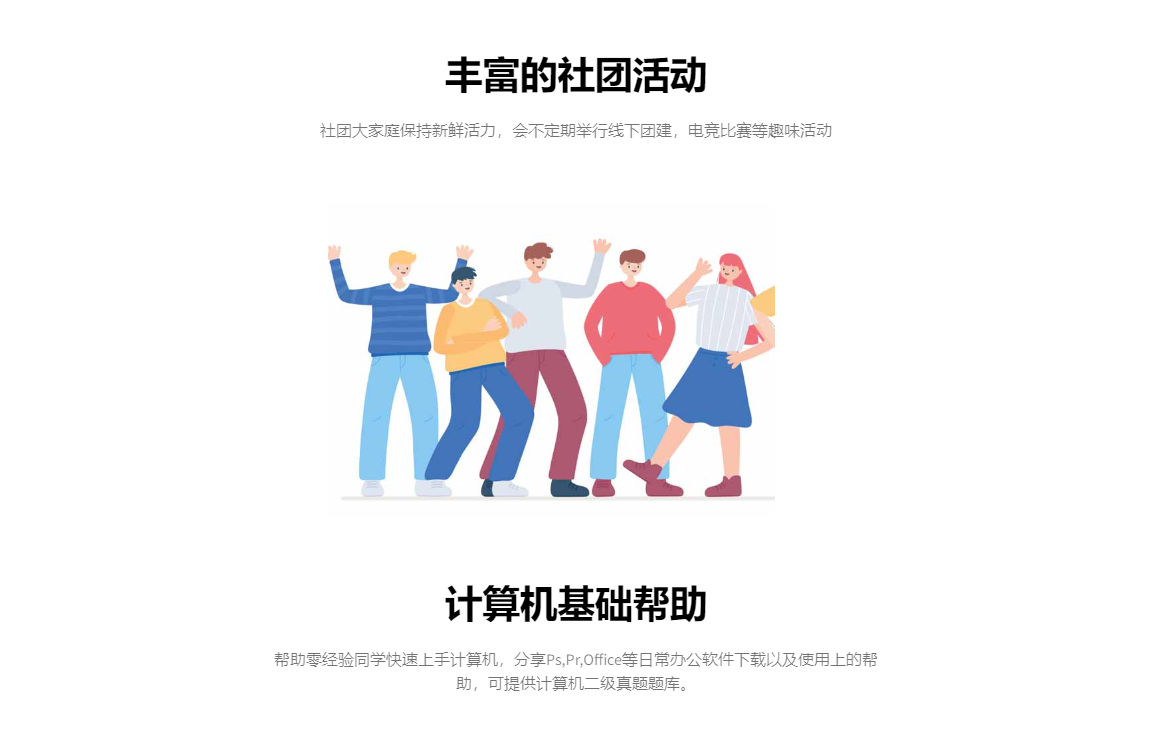 丰富的社团活动
社团大家庭保持新鲜活力，会不定期举行线下团建，电竞比赛等趣味活动
计算机基础帮助
帮助零经验同学快速上手计算机，分享Ps,Pr,Office等日常办公软件下载以及使用上的帮
助，可提供计算机二级真题题库。